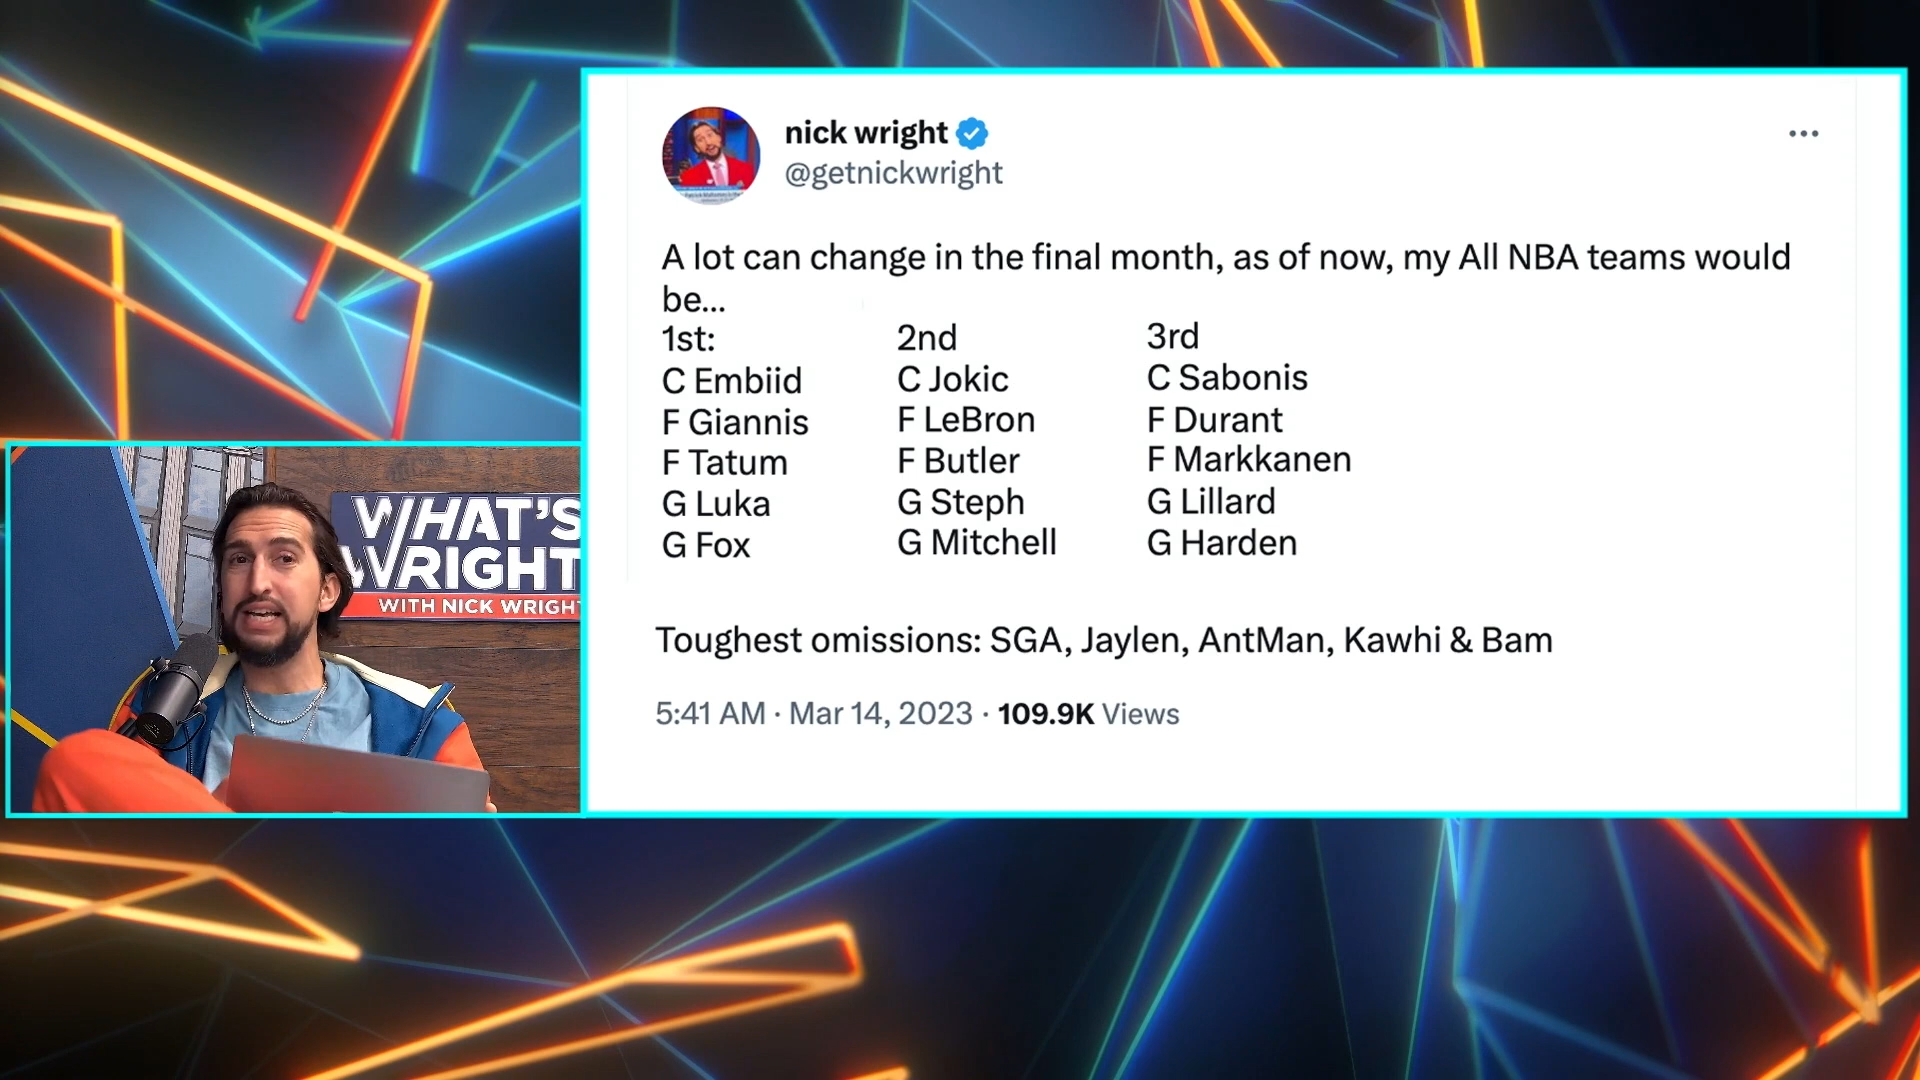 nick wright
@getnickwright
A lot can change in the final month, as of now, my All NBA teams would
be...
1st: 2nd 3rd
C Embiid C Jokic C Sabonis
F Giannis F LeBron F Durant
F Tatum F Butler F Markkanen
G Luka G Steph G Lillard
G Fox G Mitchell G Harden
Toughest omissions: SGA, Jaylen, AntMan, Kawhi & Bam
5:41 AM · Mar 14, 2023 · 109.9K Views
WHAT'S
WRIGHT
WITH NICK WRIGHT